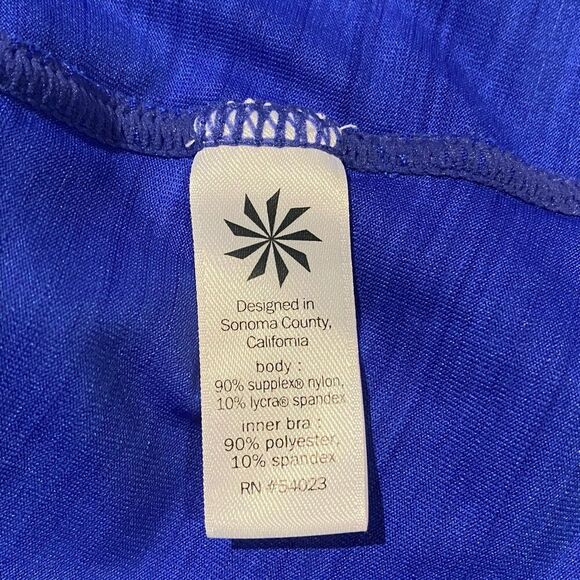 Designed in
Sonoma County,
California
body :
90% supplex® nylon,
10% lycra® spandex
inner bra :
90% polyester,
10% spandex
RN #54023